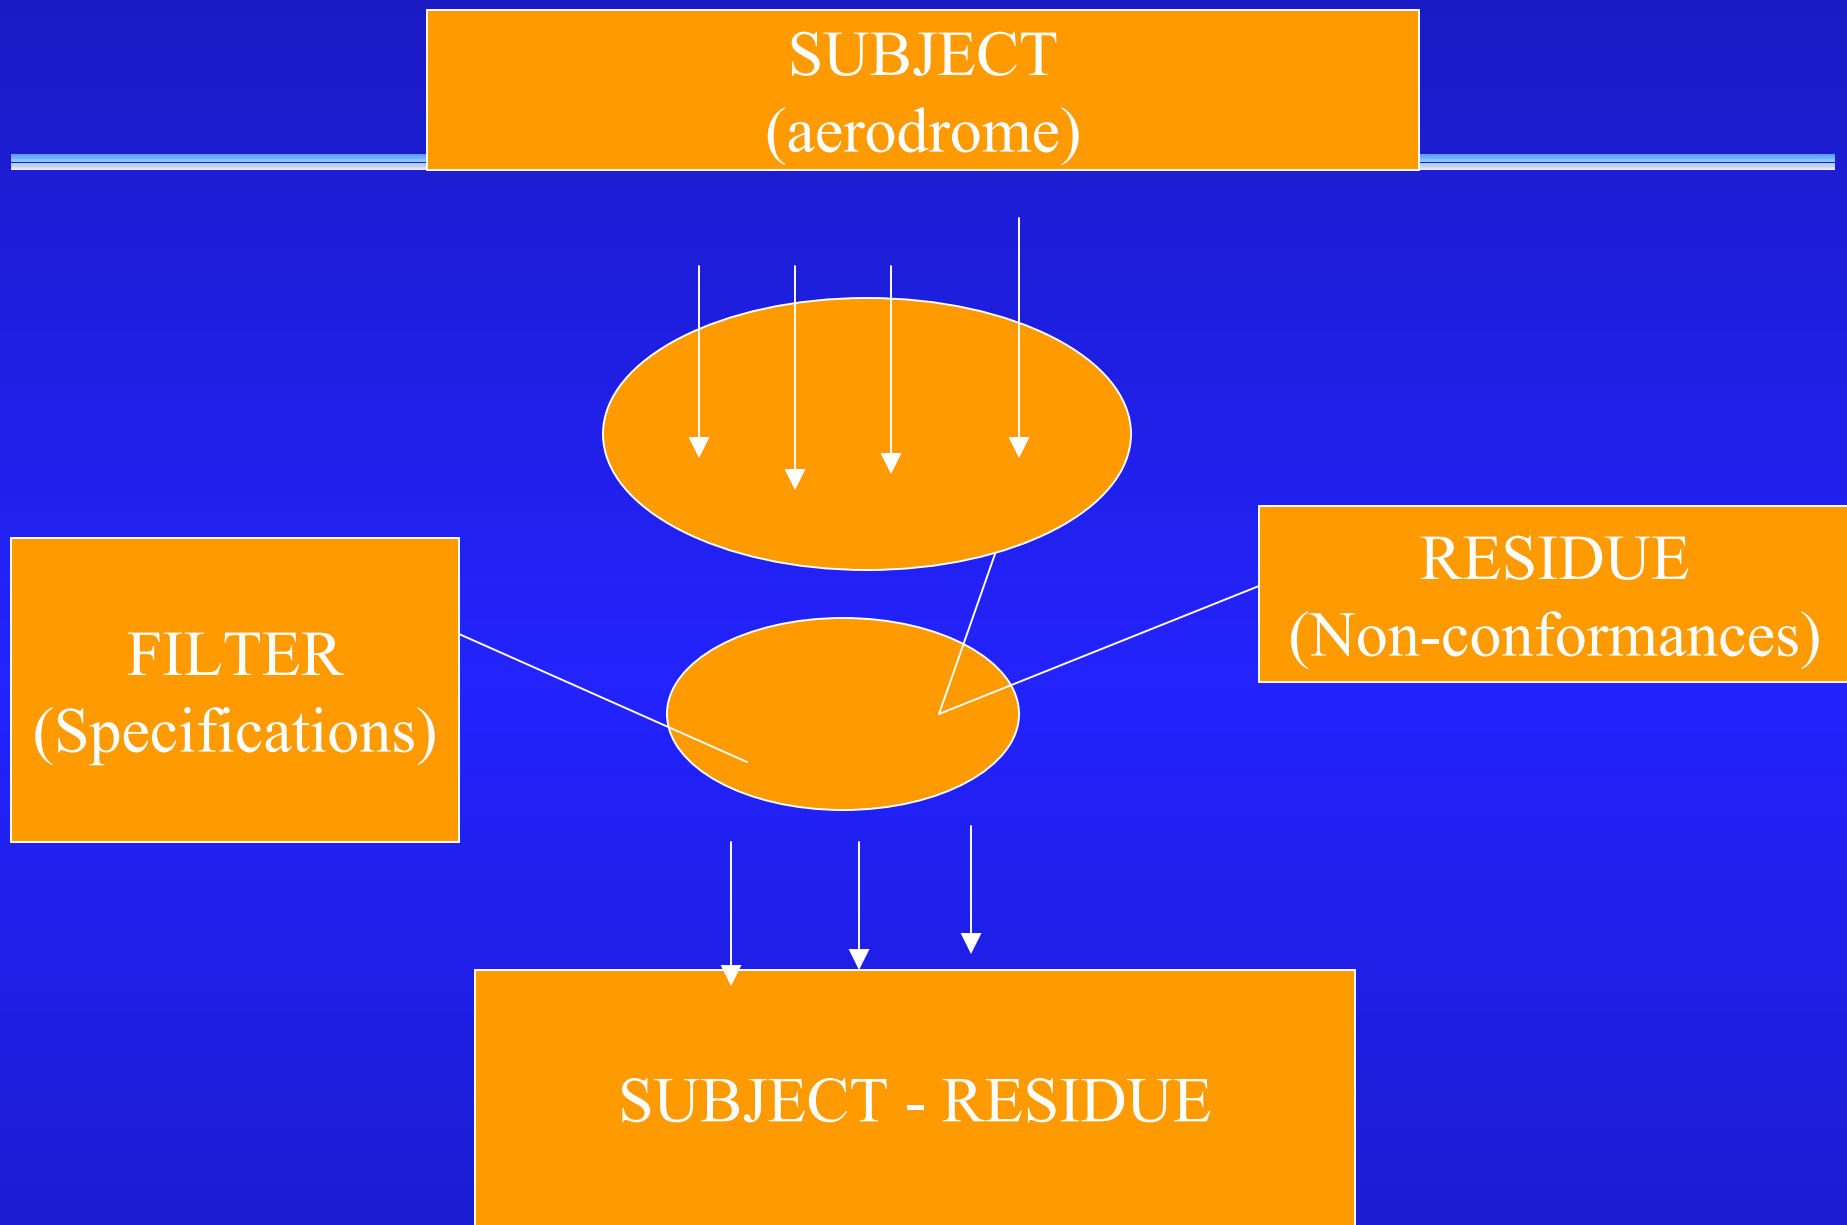 SUBJECT
(aerodrome)
RESIDUE
(Non-conformances)
FILTER
(Specifications)
SUBJECT - RESIDUE